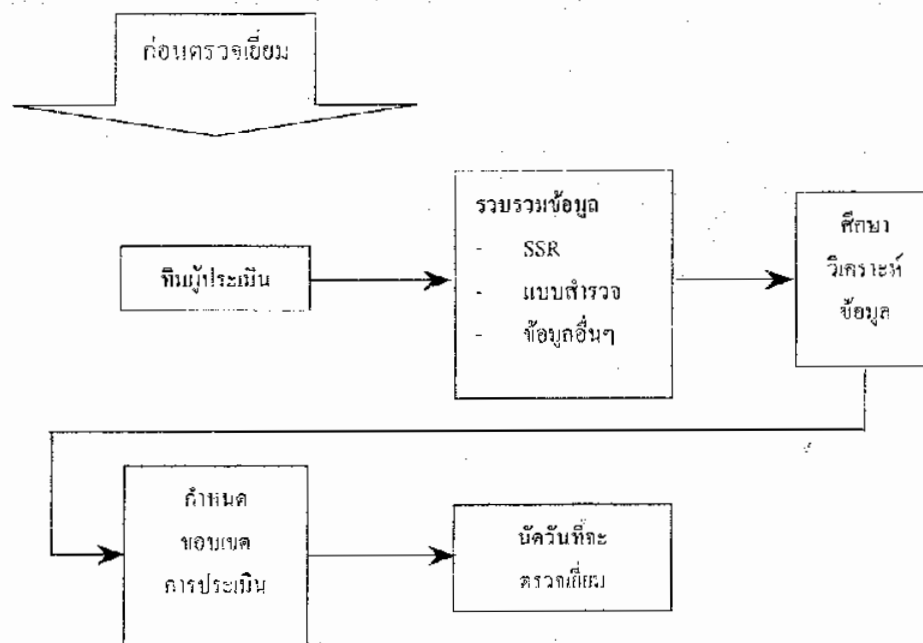 ก่อนตรวจเยี่ยม
ทีมผู้ประเมิน
รวบรวมข้อมูล
- SSR
- แบบสำรวจ
- ข้อมูลอื่นๆ
ศึกษา
วิเคราะห์
ข้อมูล
กำหนด
ขอบเขต
การประเมิน
นัดวันที่จะ
ตรวจเยี่ยม